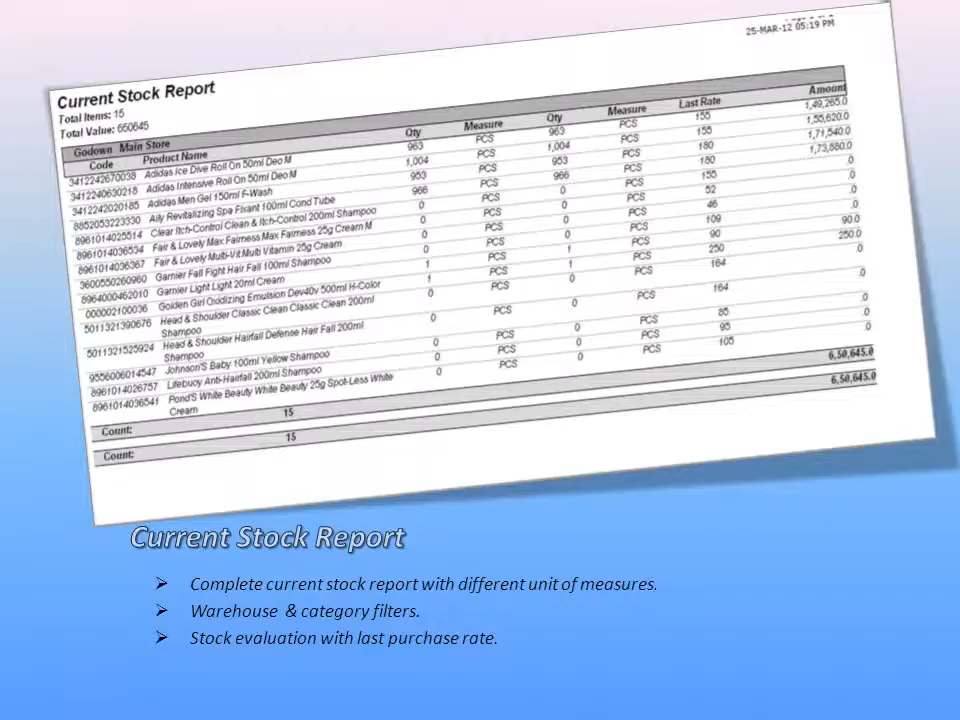 25-MAR-12 05:19 PM
Current Stock Report
Total Items: 15
Total Value: 650645
Godown Main Store
Code Product Name Qty Measure Qty Measure Last Rate Amount
3412242670038 Adidas Ice Dive Roll On 50ml Deo M 963 PCS 963 PCS 155 1,49,265.0
3412240630218 Adidas Intensive Roll On 50ml Deo M 1,004 PCS 1,004 PCS 155 1,55,620.0
3412242020185 Adidas Men Gel 150ml F-Wash 953 PCS 953 PCS 180 1,71,540.0
8852053223330 Aily Revitalizing Spa Fixant 100ml Cond Tube 966 PCS 966 PCS 180 1,73,880.0
8961014025514 Clear Itch-Control Clean & Itch-Control 200ml Shampoo 0 PCS 0 PCS 155 .0
8961014036534 Fair & Lovely Max Fairness Max Fairness 25g Cream M 0 PCS 0 PCS 52 .0
8961014036367 Fair & Lovely Multi-Vit Multi Vitamin 25g Cream 0 PCS 0 PCS 46 .0
3600550260960 Garnier Fall Fight Hair Fall 100ml Shampoo 0 PCS 0 PCS 109 .0
8964000462010 Garnier Light Light 20ml Cream 1 PCS 1 PCS 90 90.0
000002100036 Golden Girl Oxidizing Emulsion Dev40v 500ml H-Color 1 PCS 1 PCS 250 250.0
5011321390676 Head & Shoulder Classic Clean Classic Clean 200ml 0 PCS 0 PCS 164 .0
Shampoo
5011321525924 Head & Shoulder Hairfall Defense Hair Fall 200ml 0 PCS 0 PCS 164 .0
Shampoo
9556006014547 Johnson'S Baby 100ml Yellow Shampoo 0 PCS 0 PCS 85 .0
8961014026757 Lifebuoy Anti-Hairfall 200ml Shampoo 0 PCS 0 PCS 95 .0
8961014036541 Pond'S White Beauty White Beauty 25g Spot-Less White 0 PCS 0 PCS 105 .0
Cream
Count: 15 6,50,645.0
Count: 15 6,50,645.0
Current Stock Report
Complete current stock report with different unit of measures.
Warehouse & category filters.
Stock evaluation with last purchase rate.